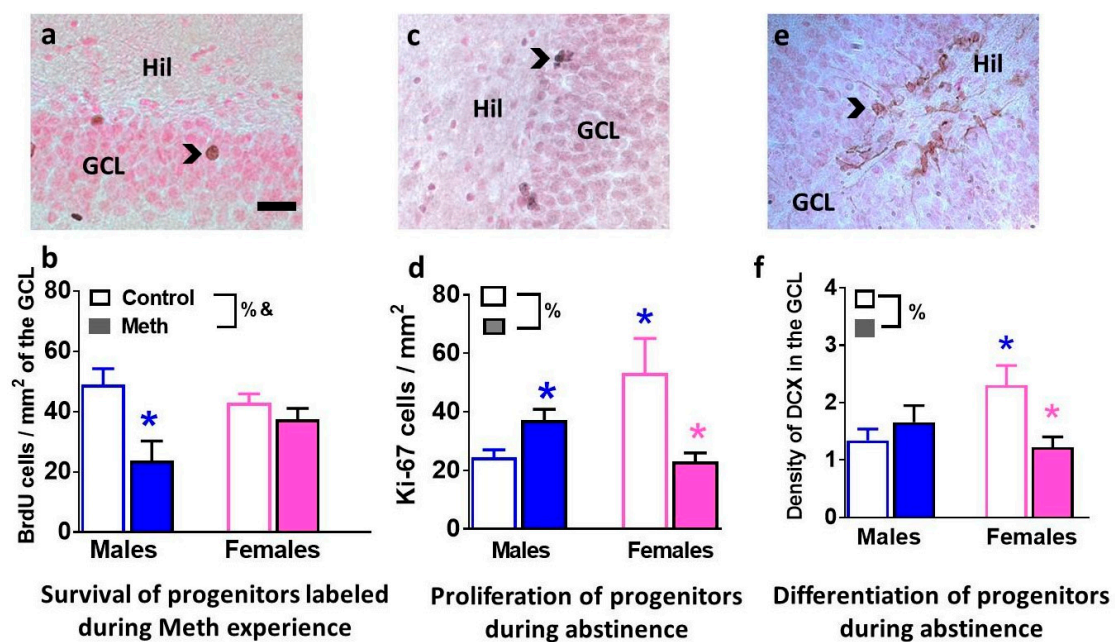 a
Hil
GCL
c
Hil
GCL
e
Hil
GCL
b
BrdU cells / mm² of the GCL
80
60
40
20
0
Control
Meth
% &
*
Males
Females
Survival of progenitors labeled
during Meth experience
d
Ki-67 cells / mm²
80
60
40
20
0
%
*
*
*
Males
Females
Proliferation of progenitors
during abstinence
f
Density of DCX in the GCL
4
3
2
1
0
%
*
*
Males
Females
Differentiation of progenitors
during abstinence